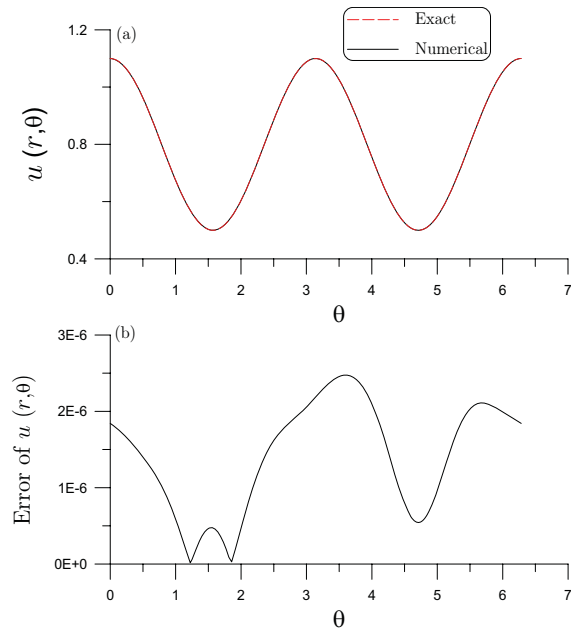 (a)
Exact
Numerical
u (r,θ)
1.2
0.8
0.4
0 1 2 3 4 5 6 7
θ
(b)
Error of u (r,θ)
3E-6
2E-6
1E-6
0E+0
0 1 2 3 4 5 6 7
θ